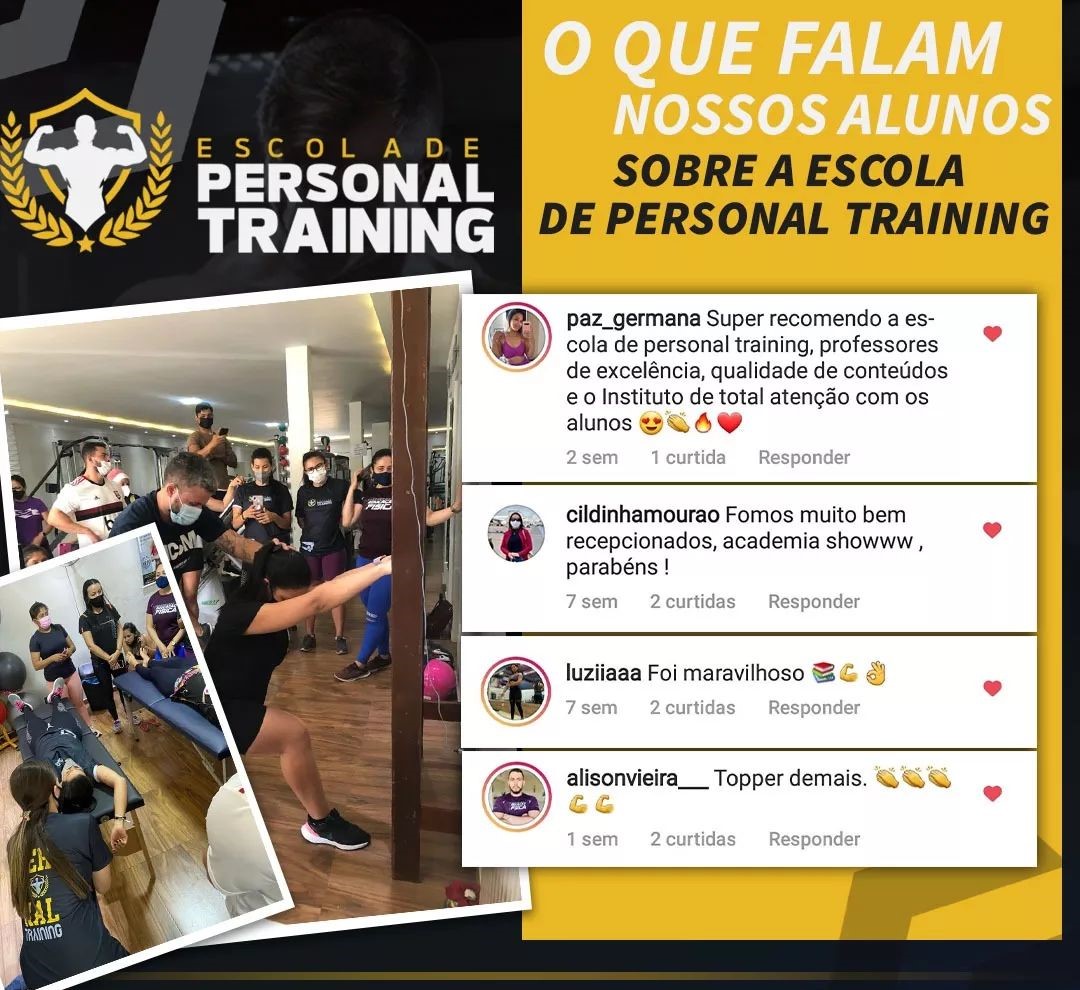 ESCOLA DE
PERSONAL
TRAINING
O QUE FALAM
NOSSOS ALUNOS
SOBRE A ESCOLA
DE PERSONAL TRAINING
paz_germana Super recomendo a es-
cola de personal training, professores
de excelência, qualidade de conteúdos
e o Instituto de total atenção com os
alunos 😍👏🔥❤️
2 sem 1 curtida Responder
cildinhamourao Fomos muito bem
recepcionados, academia showww ,
parabéns !
7 sem 2 curtidas Responder
luziiaaa Foi maravilhoso 📚💪👌
7 sem 2 curtidas Responder
alisonvieira___ Topper demais. 👏👏👏
💪💪
1 sem 2 curtidas Responder
FÍSICA
FÍSICA
TRAINING